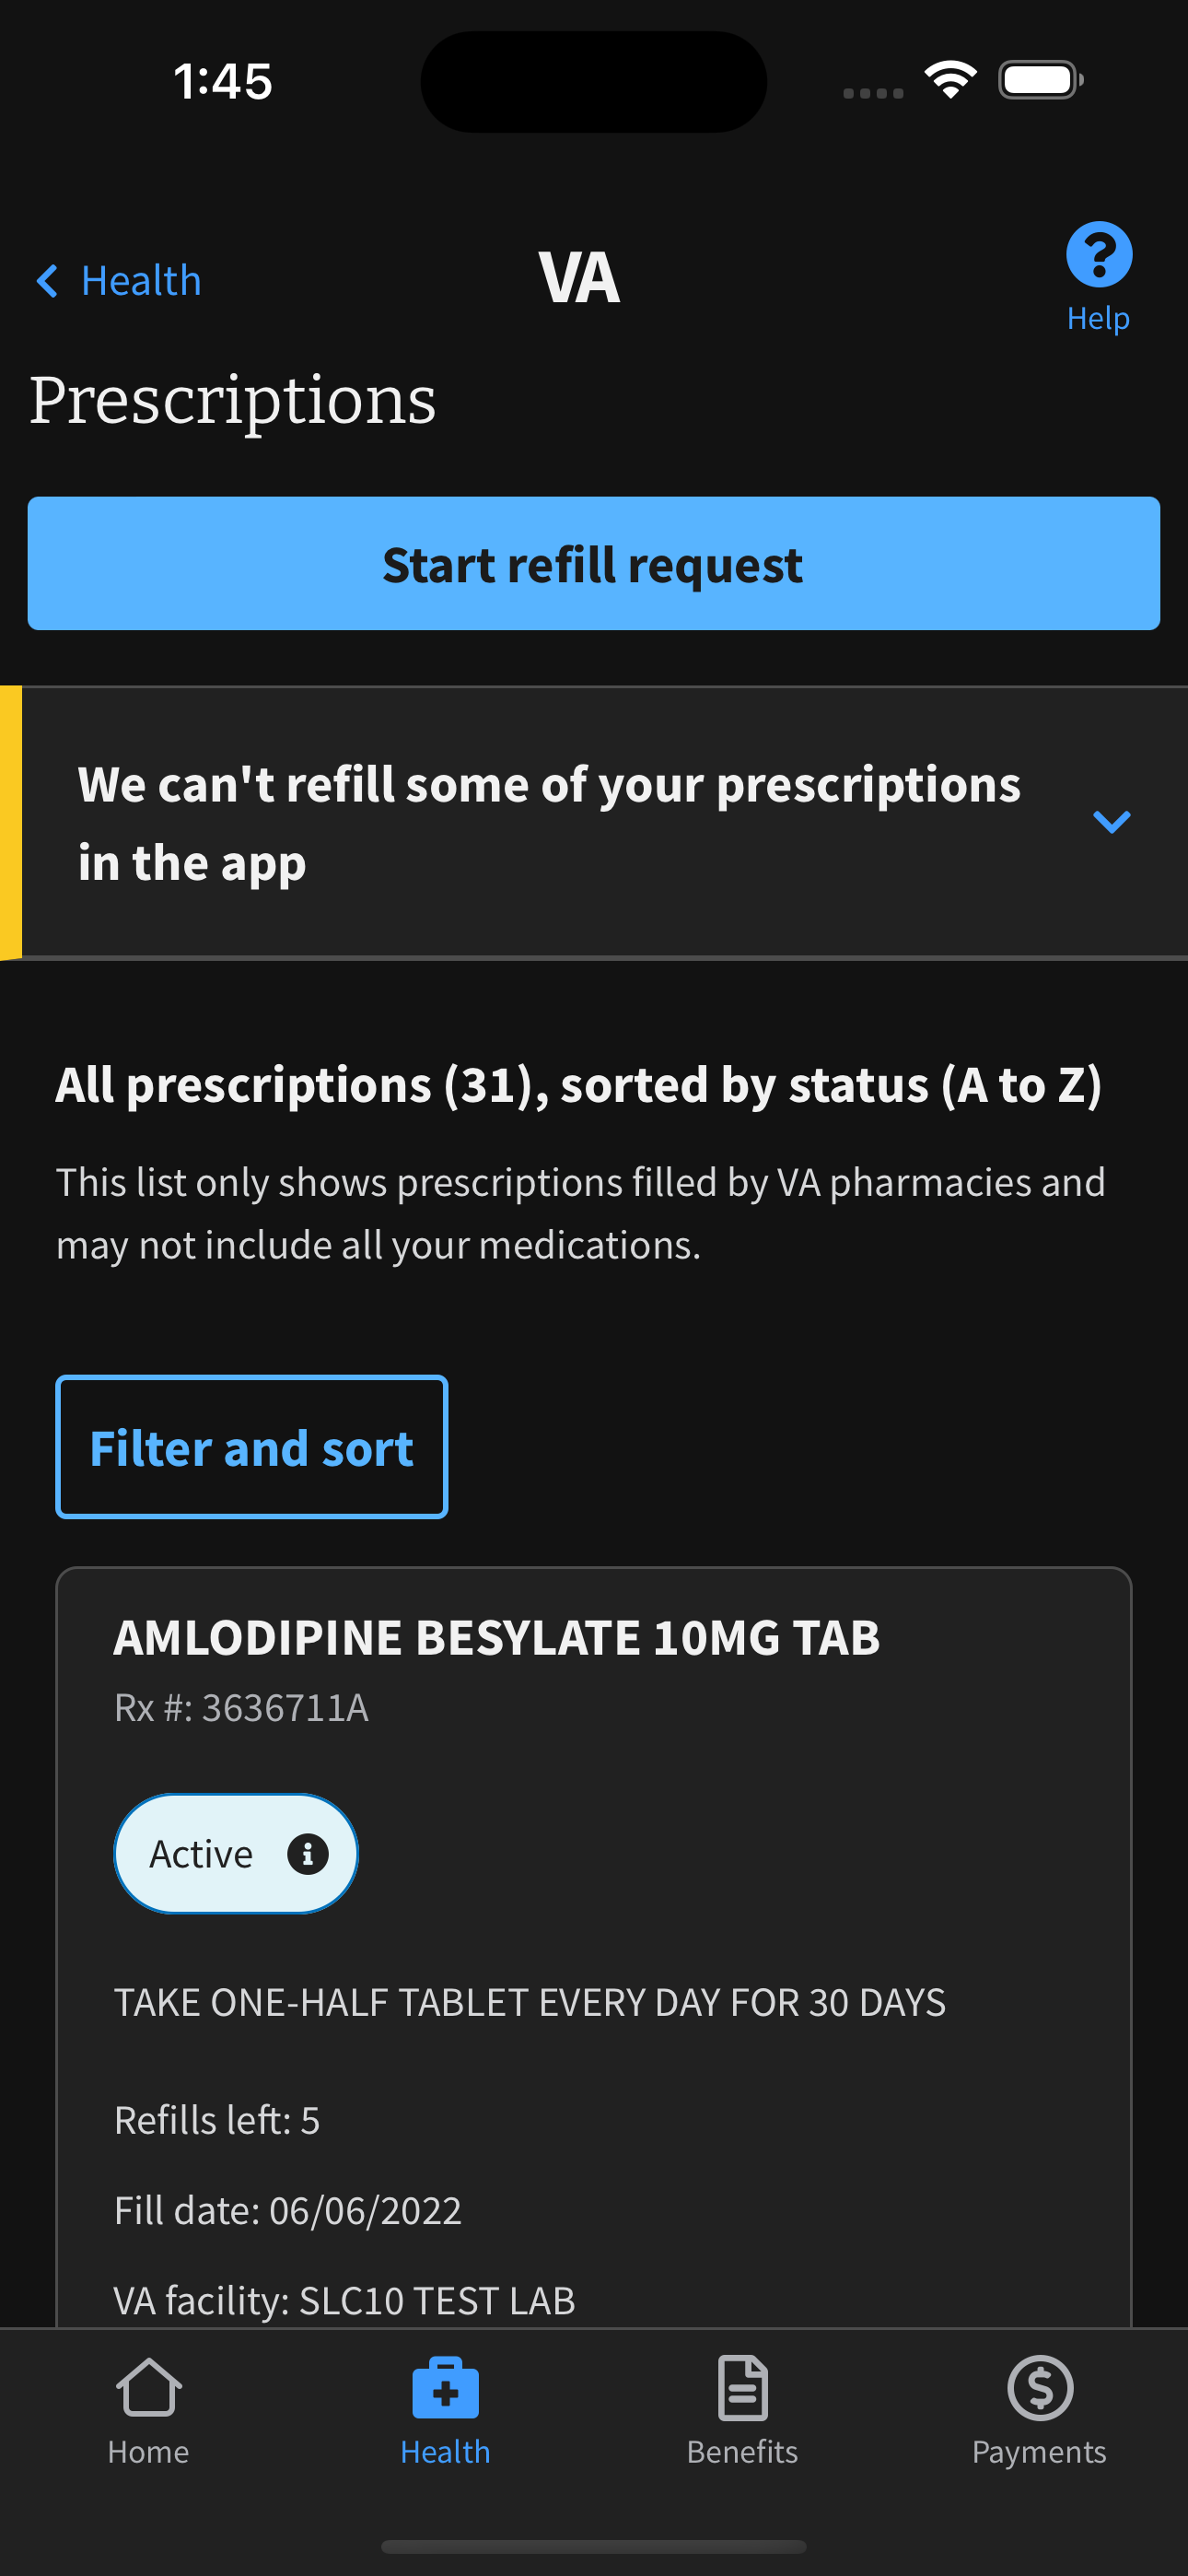 1:45
Health
VA
Help
Prescriptions
Start refill request
We can't refill some of your prescriptions
in the app
All prescriptions (31), sorted by status (A to Z)
This list only shows prescriptions filled by VA pharmacies and
may not include all your medications.
Filter and sort
AMLODIPINE BESYLATE 10MG TAB
Rx #: 3636711A
Active
TAKE ONE-HALF TABLET EVERY DAY FOR 30 DAYS
Refills left: 5
Fill date: 06/06/2022
VA facility: SLC10 TEST LAB
Home
Health
Benefits
Payments